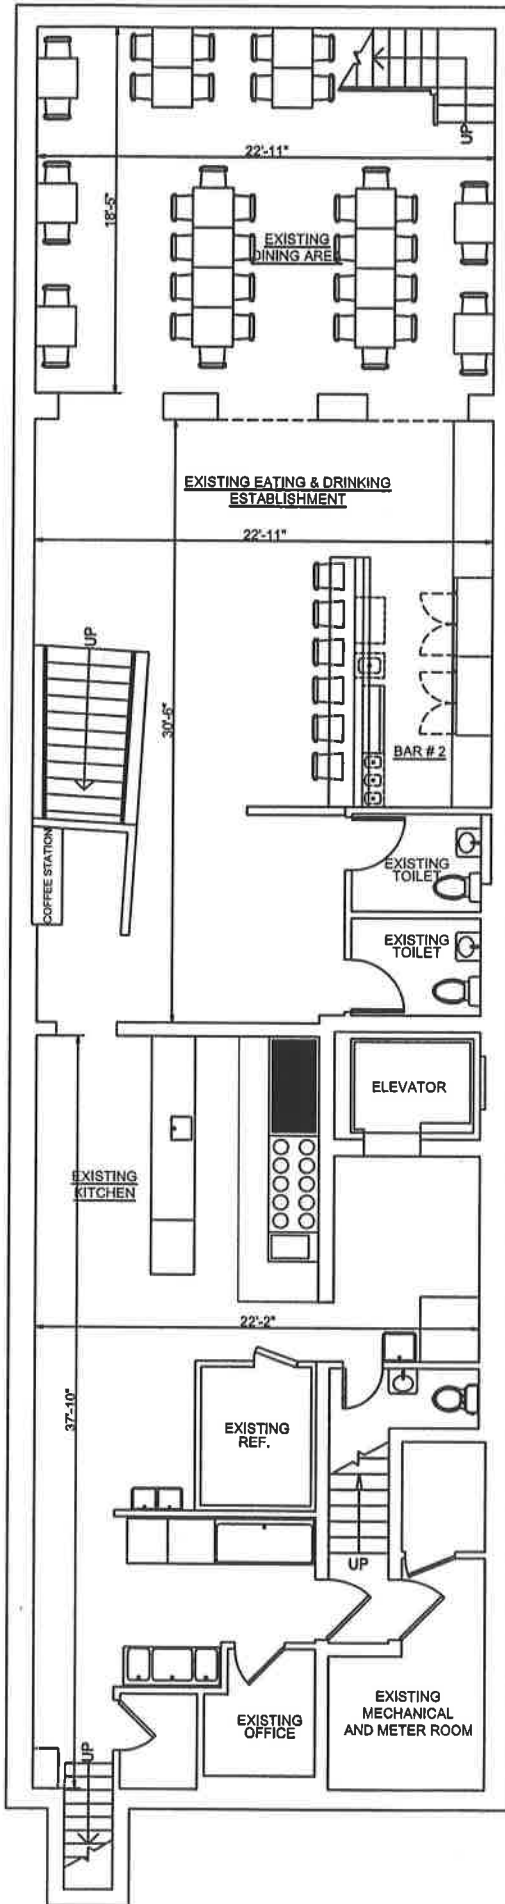 UP
22'-11"
18'-5"
EXISTING
DINING AREA
EXISTING EATING & DRINKING
ESTABLISHMENT
22'-11"
UP
30'-6"
BAR # 2
COFFEE STATION
EXISTING
TOILET
EXISTING
TOILET
ELEVATOR
EXISTING
KITCHEN
22'-2"
37'-10"
EXISTING
REF.
UP
EXISTING
OFFICE
EXISTING
MECHANICAL
AND METER ROOM
UP